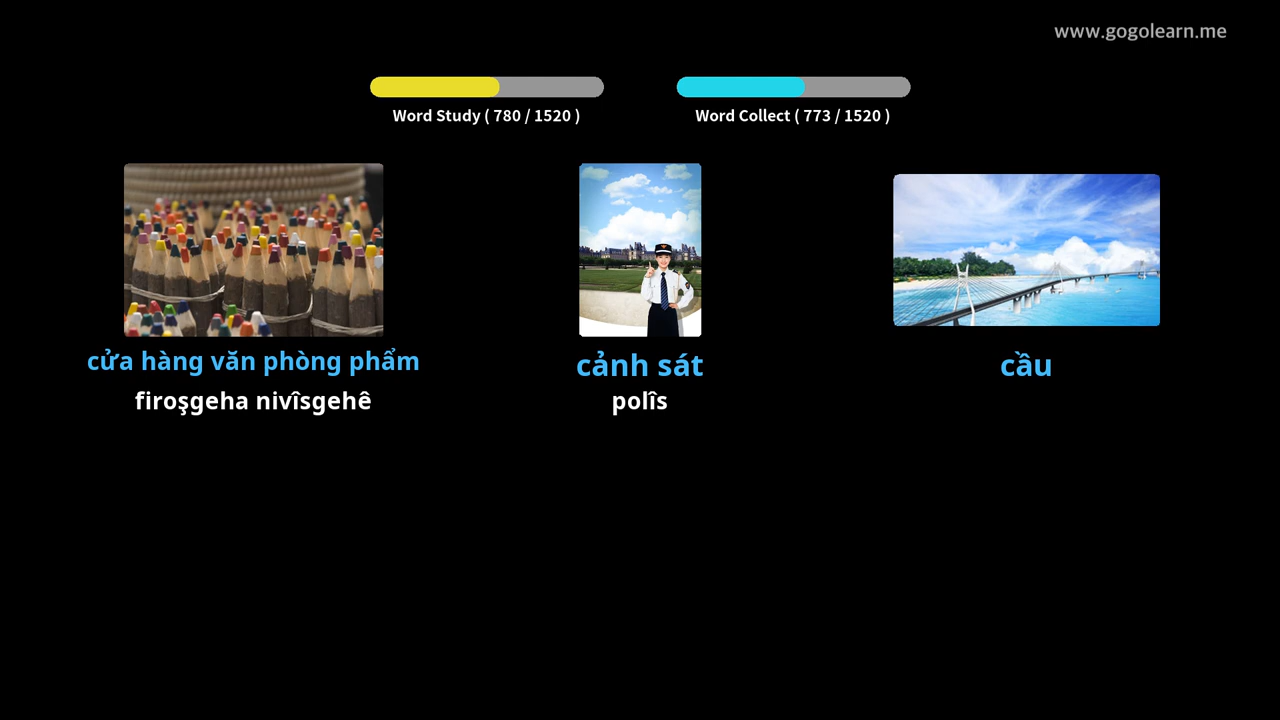 www.gogolearn.me
Word Study ( 780 / 1520 )
Word Collect ( 773 / 1520 )
cửa hàng văn phòng phẩm
firoşgeha nivîsgehê
cảnh sát
polîs
cầu